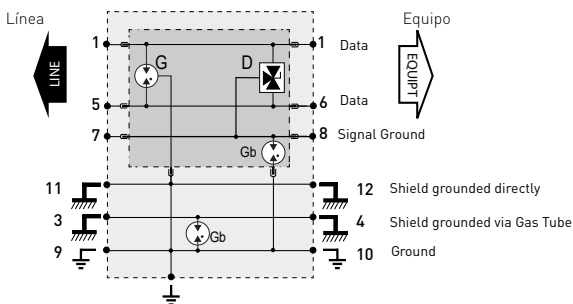 Línea
Equipo
LINE
EQUIPT
1
G
D
1 Data
5
6 Data
7
8 Signal Ground
Gb
11
12 Shield grounded directly
3
4 Shield grounded via Gas Tube
Gb
9
10 Ground